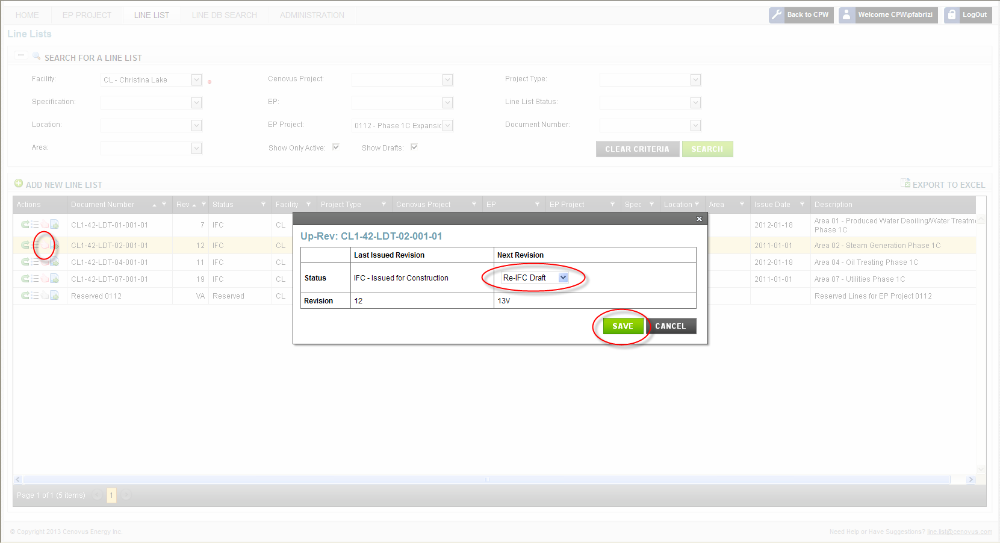 HOME EP PROJECT LINE LIST LINE DB SEARCH ADMINISTRATION Back to CPW Welcome CPW\pfabrizi LogOut
Line Lists
SEARCH FOR A LINE LIST
Facility: CL - Christina Lake Cenovus Project: Project Type:
Specification: EP: Line List Status:
Location: EP Project: 0112 - Phase 1C Expansic Document Number:
Area: Show Only Active: Show Drafts: CLEAR CRITERIA SEARCH
ADD NEW LINE LIST EXPORT TO EXCEL
Actions Document Number Rev Status Facility Project Type Cenovus Project EP EP Project Spec Location Area Issue Date Description
CL1-42-LDT-01-001-01 7 IFC CL 2012-01-18 Area 01 - Produced Water Deoiling/Water Treatme
Phase 1C
CL1-42-LDT-02-001-01 12 IFC CL 2011-01-01 Area 02 - Steam Generation Phase 1C
CL1-42-LDT-04-001-01 11 IFC CL 2012-01-18 Area 04 - Oil Treating Phase 1C
CL1-42-LDT-07-001-01 19 IFC CL 2011-01-01 Area 07 - Utilities Phase 1C
Reserved 0112 VA Reserved CL Reserved Lines for EP Project 0112
Up-Rev: CL1-42-LDT-02-001-01
Last Issued Revision Next Revision
Status IFC - Issued for Construction Re-IFC Draft
Revision 12 13V
SAVE CANCEL
Page 1 of 1 (5 items) 1
© Copyright 2013 Cenovus Energy Inc. Need Help or Have Suggestions? line.list@cenovus.com